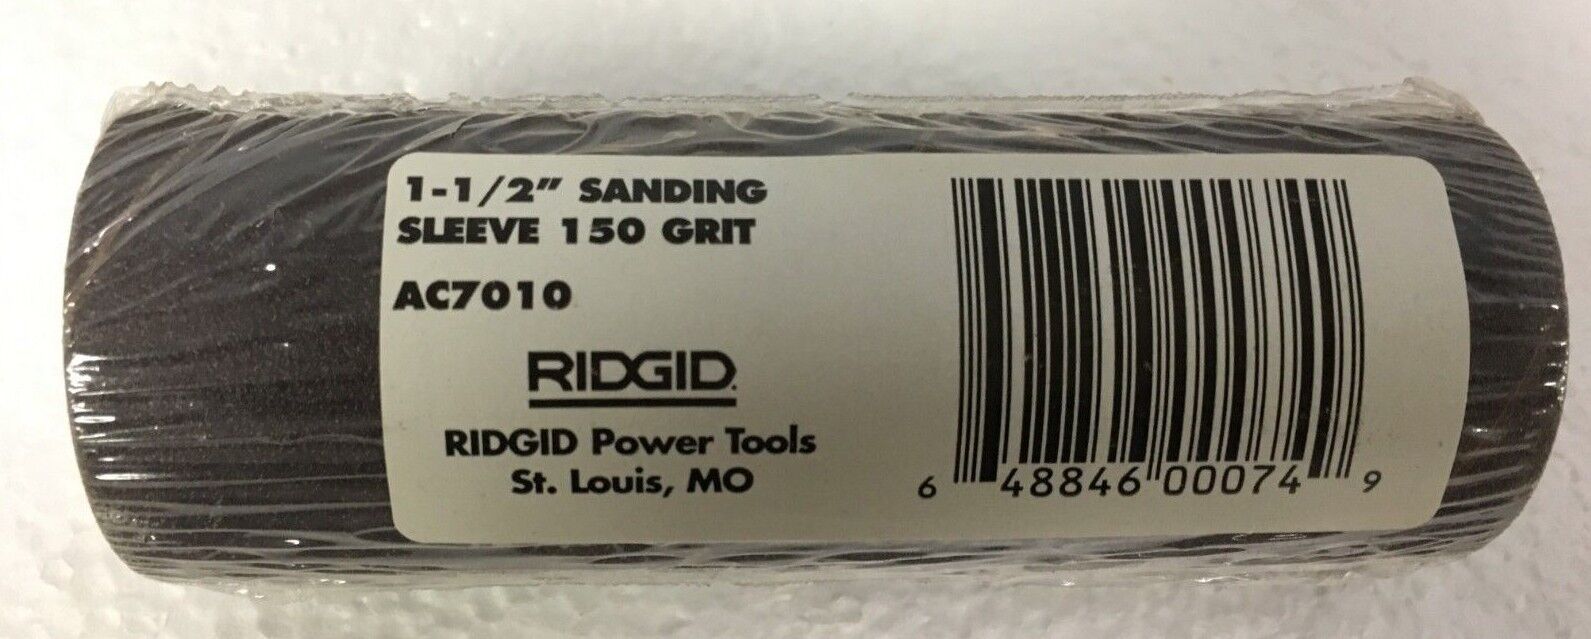 1-1/2" SANDING
SLEEVE 150 GRIT
AC7010
RIDGID
RIDGID Power Tools
St. Louis, MO
6 48846 00074 9